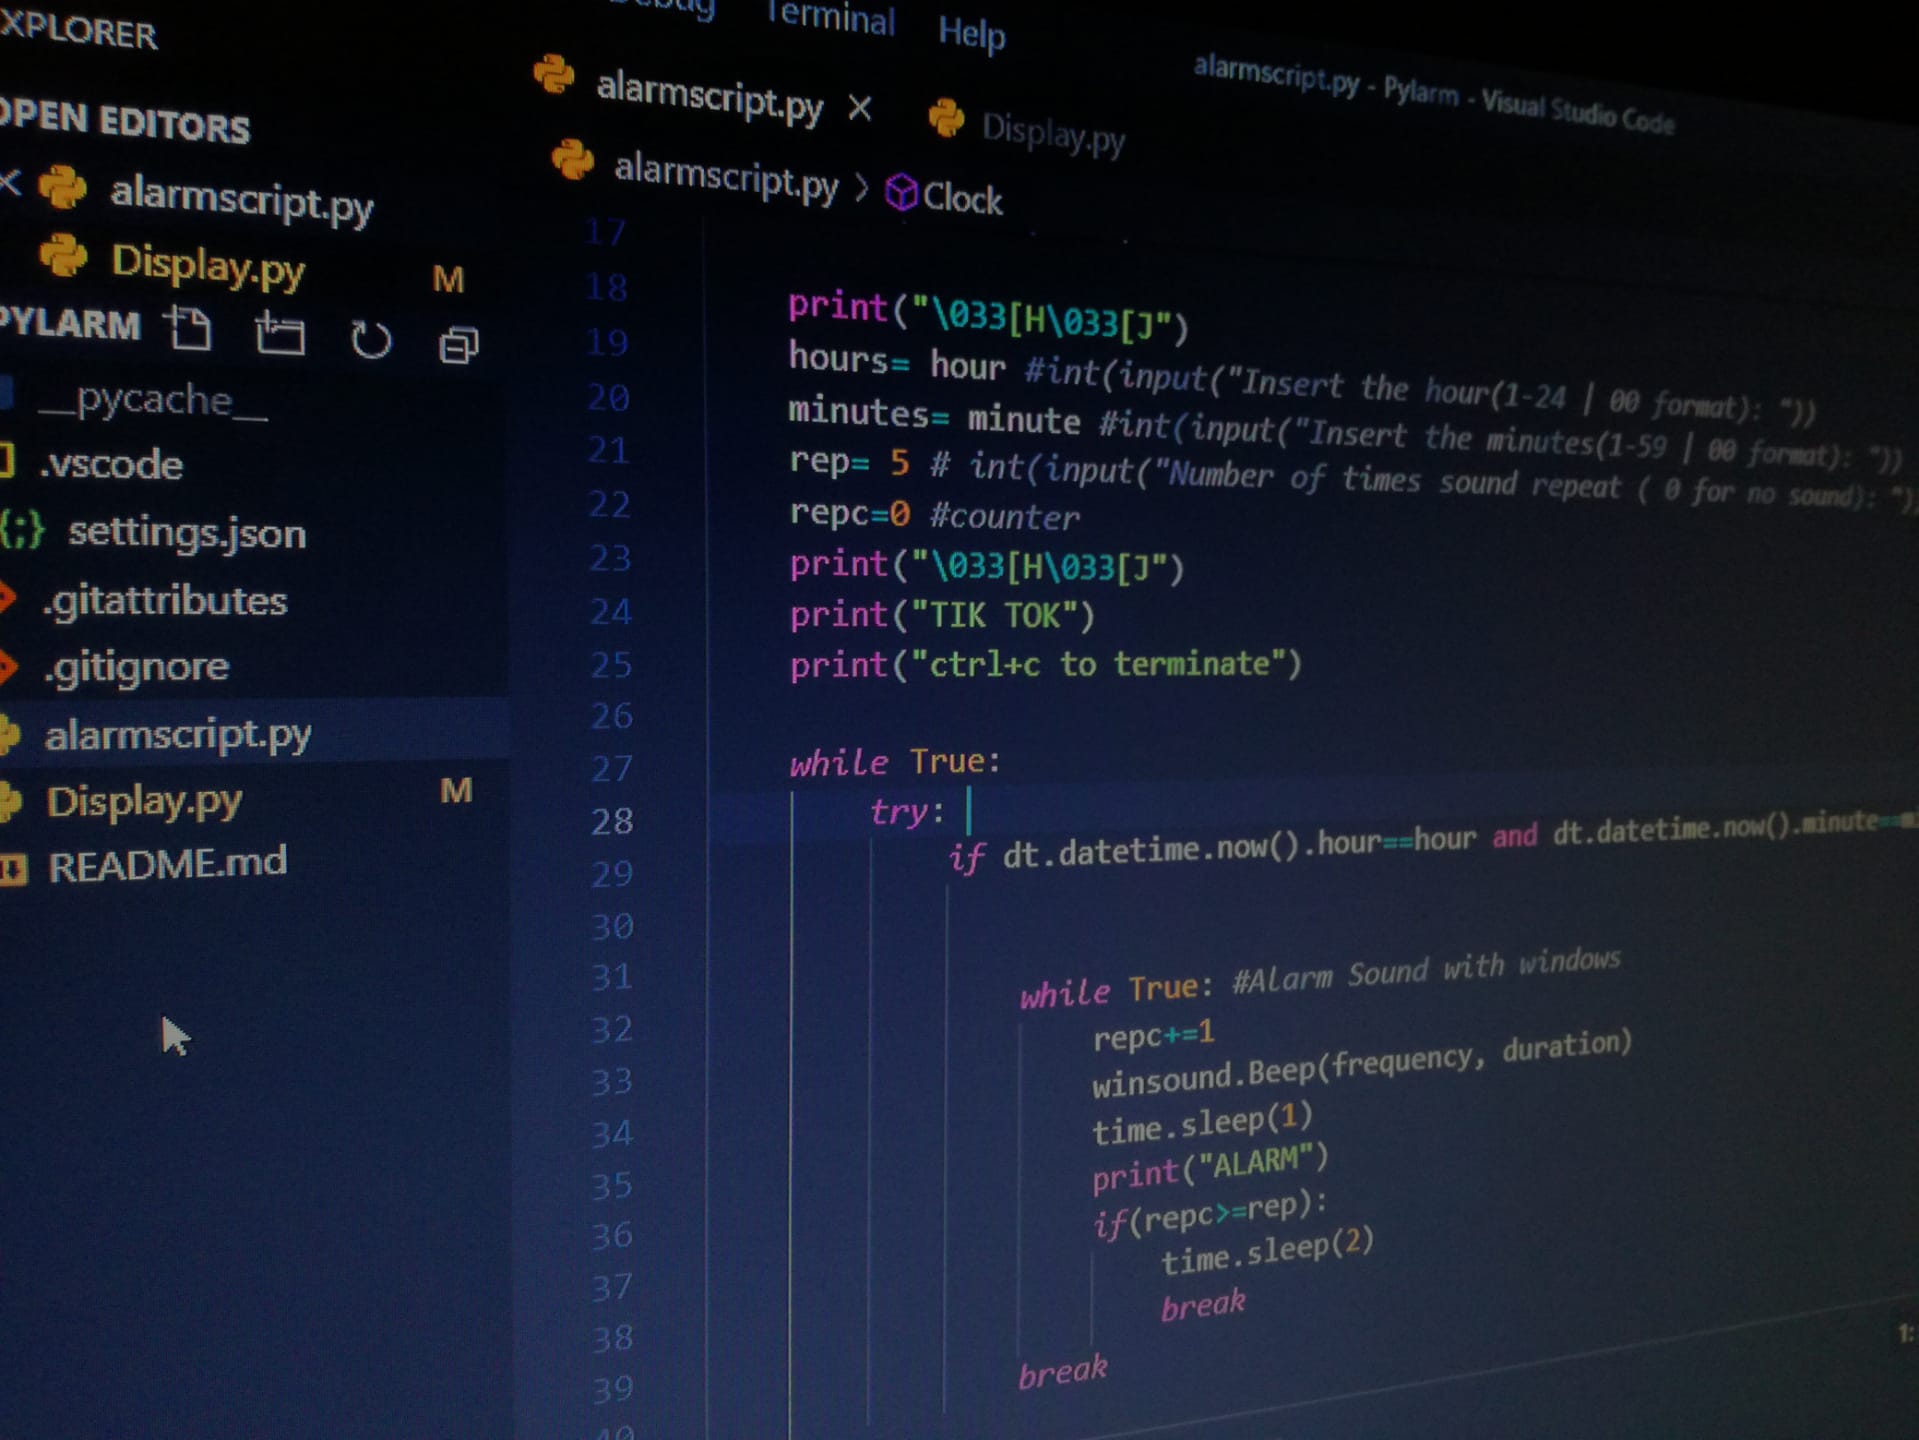 XPLORER
OPEN EDITORS
alarmscript.py
Display.py M
PYLARM
__pycache__
.vscode
settings.json
.gitattributes
.gitignore
alarmscript.py
Display.py M
README.md
Terminal Help
alarmscript.py - Pylarm - Visual Studio Code
alarmscript.py × Display.py
alarmscript.py > Clock
17
18 print("\033[H\033[J")
19 hours= hour #int(input("Insert the hour(1-24 | 00 format): "))
20 minutes= minute #int(input("Insert the minutes(1-59 | 00 format): "))
21 rep= 5 # int(input("Number of times sound repeat ( 0 for no sound): ")
22 repc=0 #counter
23 print("\033[H\033[J")
24 print("TIK TOK")
25 print("ctrl+c to terminate")
26
27 while True:
28 try:
29 if dt.datetime.now().hour==hour and dt.datetime.now().minute==
30
31 while True: #Alarm Sound with windows
32 repc+=1
33 winsound.Beep(frequency, duration)
34 time.sleep(1)
35 print("ALARM")
36 if(repc>=rep):
37 time.sleep(2)
38 break
39 break
1: